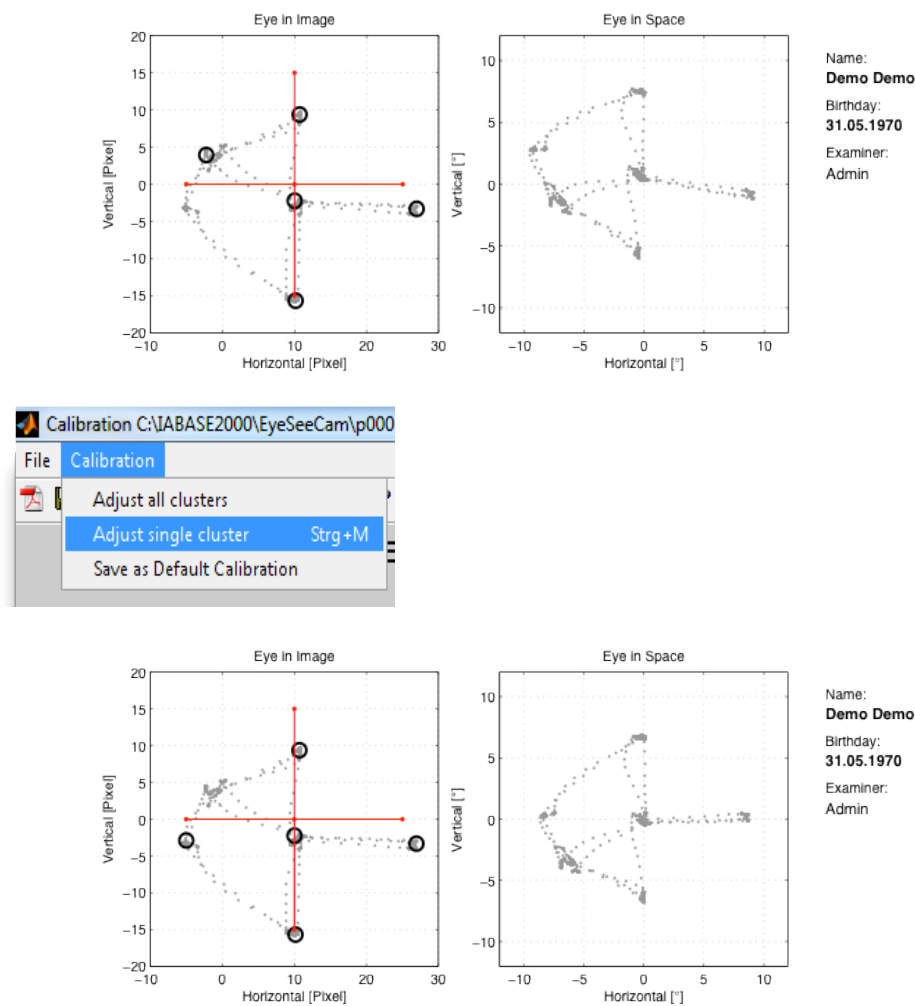 Eye in Image
20
15
10
5
0
−5
−10
−15
−20
−10
0
10
20
30
Vertical [Pixel]
Horizontal [Pixel]
Eye in Space
10
5
0
−5
−10
−10
−5
0
5
10
Vertical [°]
Horizontal [°]
Name:
Demo Demo
Birthday:
31.05.1970
Examiner:
Admin
Calibration C:\IABASE2000\EyeSeeCam\p000
File Calibration
Adjust all clusters
Adjust single cluster Strg+M
Save as Default Calibration
Eye in Image
20
15
10
5
0
−5
−10
−15
−20
−10
0
10
20
30
Vertical [Pixel]
Horizontal [Pixel]
Eye in Space
10
5
0
−5
−10
−10
−5
0
5
10
Vertical [°]
Horizontal [°]
Name:
Demo Demo
Birthday:
31.05.1970
Examiner:
Admin